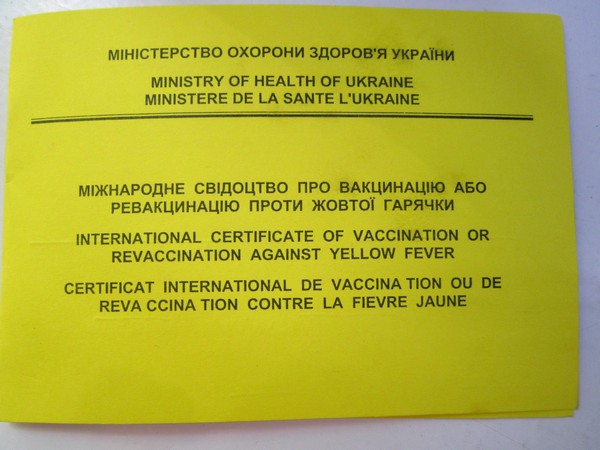 МІНІСТЕРСТВО ОХОРОНИ ЗДОРОВ'Я УКРАЇНИ
MINISTRY OF HEALTH OF UKRAINE
MINISTERE DE LA SANTE L'UKRAINE
МІЖНАРОДНЕ СВІДОЦТВО ПРО ВАКЦИНАЦІЮ АБО
РЕВАКЦИНАЦІЮ ПРОТИ ЖОВТОЇ ГАРЯЧКИ
INTERNATIONAL CERTIFICATE OF VACCINATION OR
REVACCINATION AGAINST YELLOW FEVER
CERTIFICAT INTERNATIONAL DE VACCINA TION OU DE
REVA CCINA TION CONTRE LA FIEVRE JAUNE